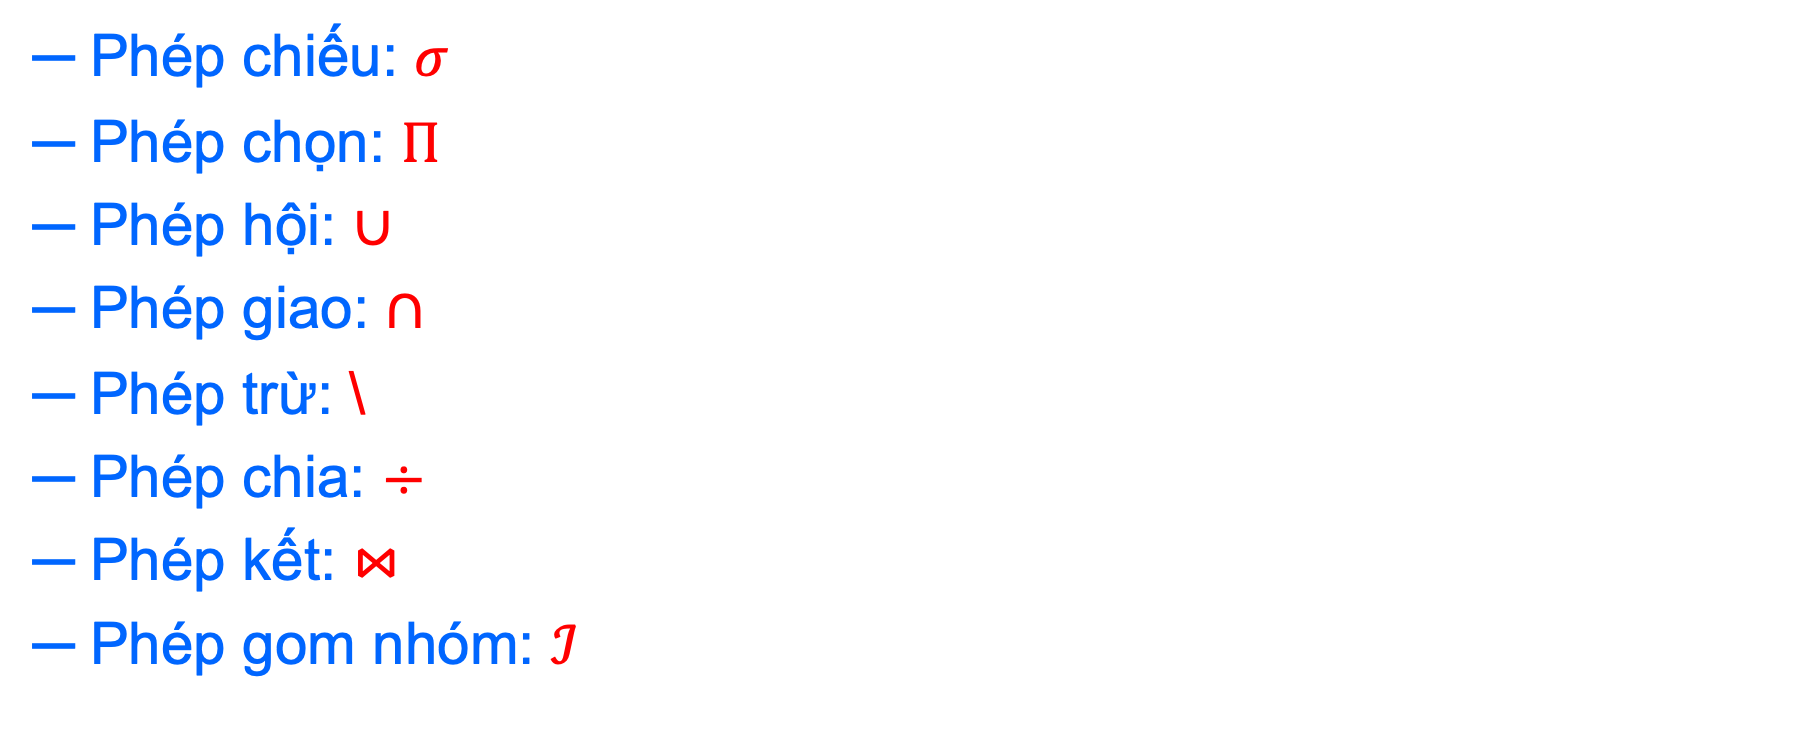 — Phép chiếu: 𝜎
— Phép chọn: Π
— Phép hội: ∪
— Phép giao: ∩
— Phép trừ: \
— Phép chia: ÷
— Phép kết: ⋈
— Phép gom nhóm: ℐ